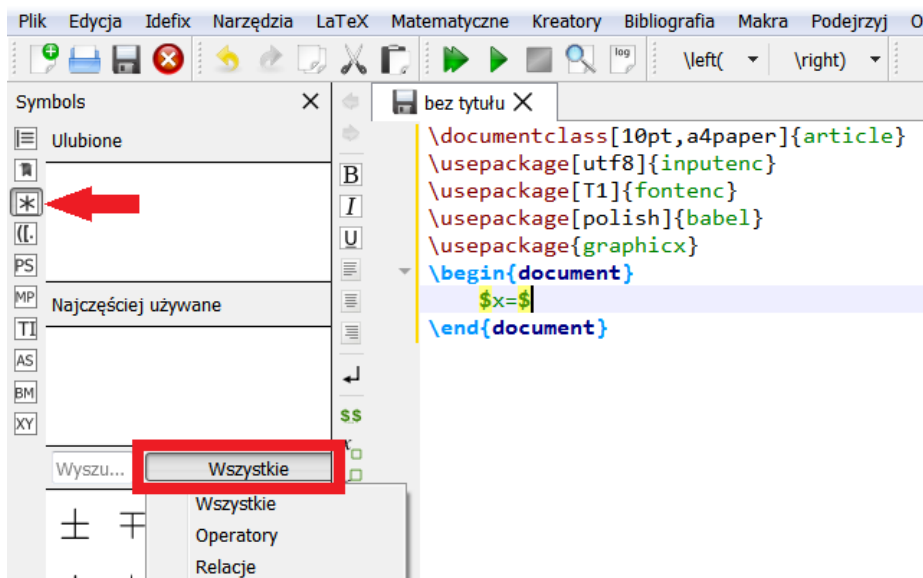 Plik Edycja Idefix Narzędzia LaTeX Matematyczne Kreatory Bibliografia Makra Podejrzyj O
log \left( \right)
Symbols
bez tytułu
Ulubione
([.
PS
MP
TI
AS
BM
XY
Najczęściej używane
Wyszu... Wszystkie
Wszystkie
Operatory
Relacje
± ∓
B
I
U
$$
x
\documentclass[10pt,a4paper]{article}
\usepackage[utf8]{inputenc}
\usepackage[T1]{fontenc}
\usepackage[polish]{babel}
\usepackage{graphicx}
\begin{document}
$x=$
\end{document}